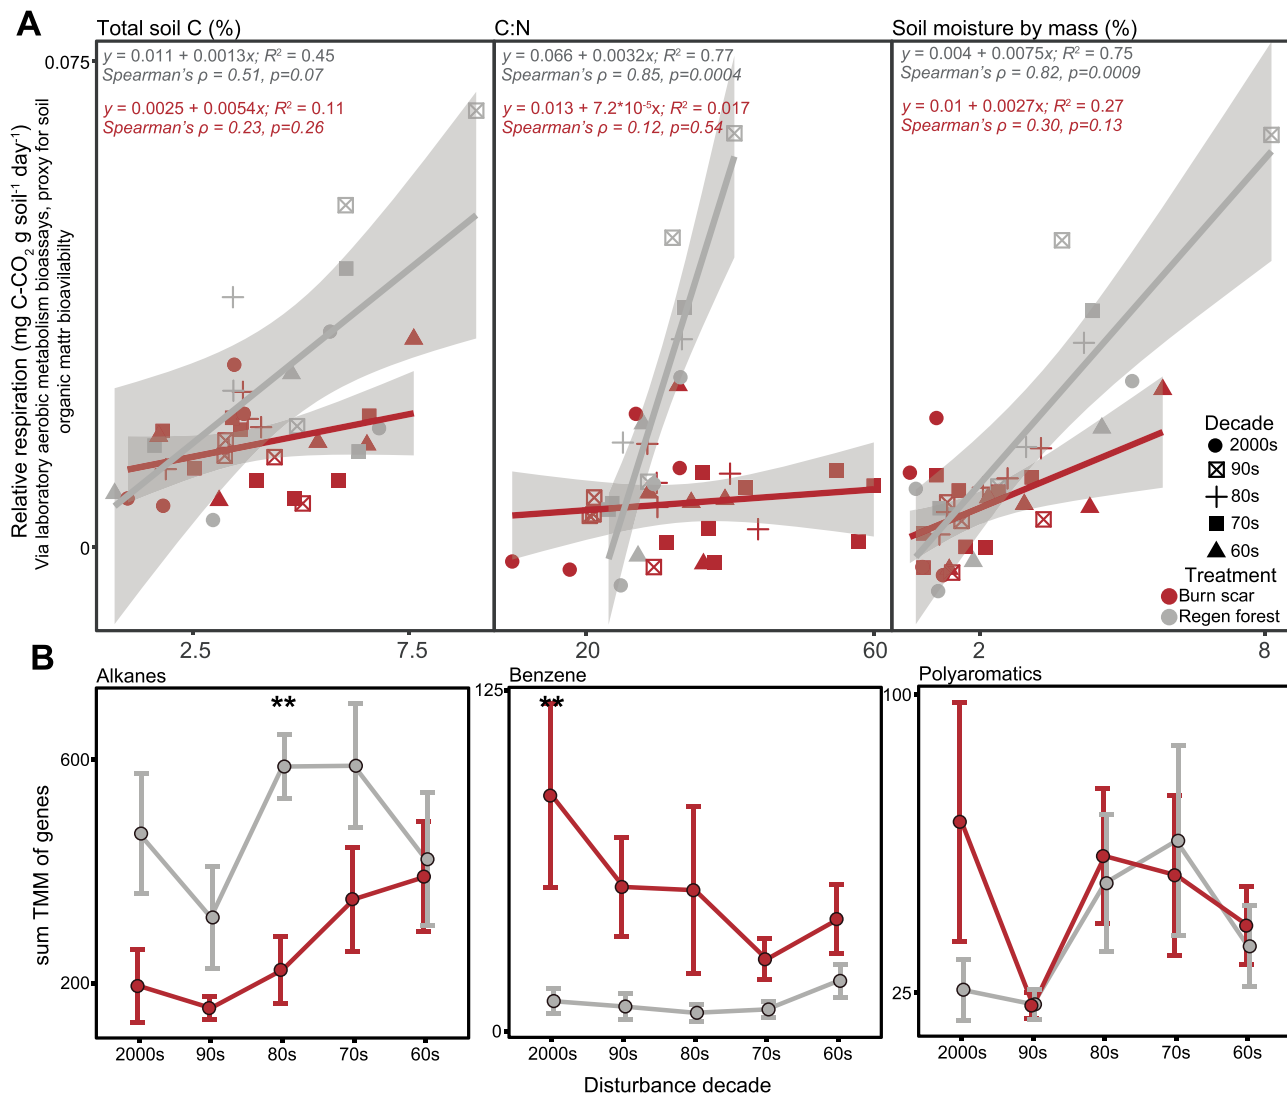 A
Total soil C (%)
C:N
Soil moisture by mass (%)
y = 0.011 + 0.0013x; R² = 0.45
Spearman's ρ = 0.51, p=0.07
y = 0.0025 + 0.0054x; R² = 0.11
Spearman's ρ = 0.23, p=0.26
y = 0.066 + 0.0032x; R² = 0.77
Spearman's ρ = 0.85, p=0.0004
y = 0.013 + 7.2*10⁻⁵x; R² = 0.017
Spearman's ρ = 0.12, p=0.54
y = 0.004 + 0.0075x; R² = 0.75
Spearman's ρ = 0.82, p=0.0009
y = 0.01 + 0.0027x; R² = 0.27
Spearman's ρ = 0.30, p=0.13
Relative respiration (mg C-CO₂ g soil⁻¹ day⁻¹)
Via laboratory aerobic metabolism bioassays, proxy for soil
organic mattr bioavilabilty
0.075
0
Decade
2000s
90s
80s
70s
60s
Treatment
Burn scar
Regen forest
2.5
7.5
20
60
2
8
B
Alkanes
Benzene
Polyaromatics
sum TMM of genes
600
200
**
125
0
**
100
25
2000s
90s
80s
70s
60s
2000s
90s
80s
70s
60s
2000s
90s
80s
70s
60s
Disturbance decade